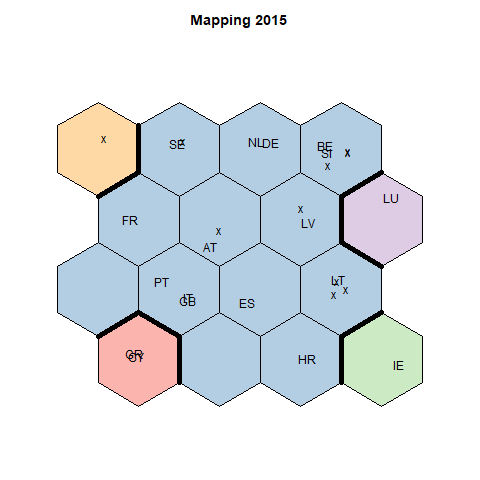 Mapping 2015
x
SE
x
NL
DE
BE
SI
x
x
FR
x
AT
x
LV
LU
PT
IT
GB
ES
LT
x
x
x
GR
CY
HR
IE